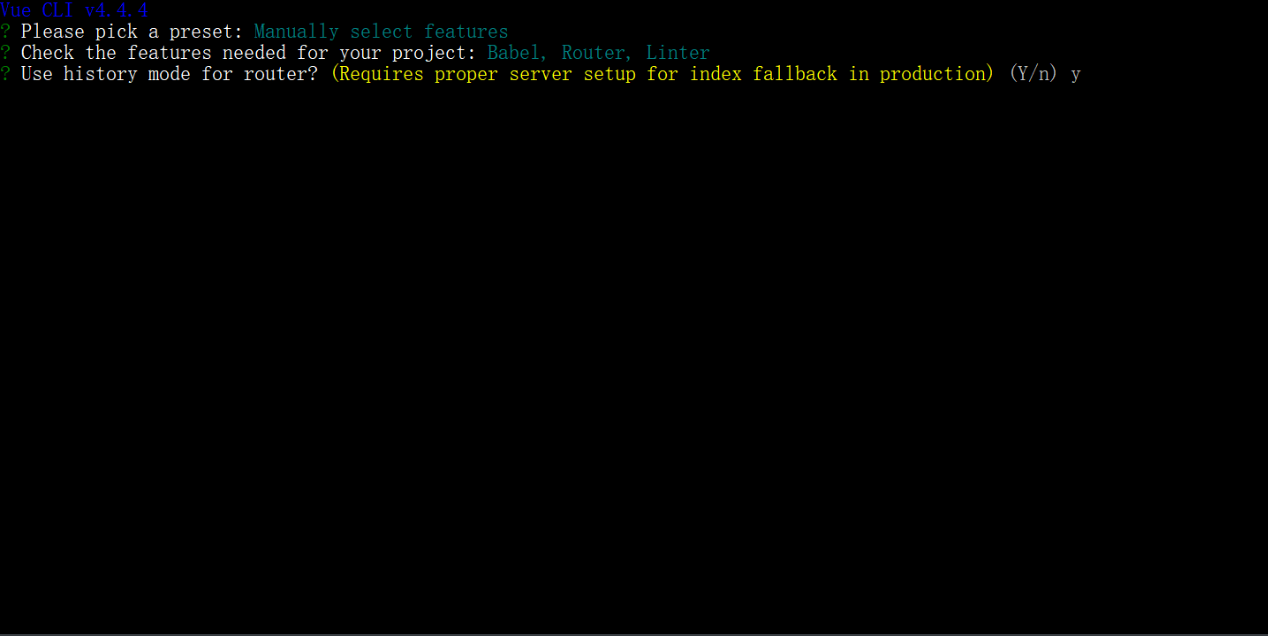 Vue CLI v4.4.4
? Please pick a preset: Manually select features
? Check the features needed for your project: Babel, Router, Linter
? Use history mode for router? (Requires proper server setup for index fallback in production) (Y/n) y